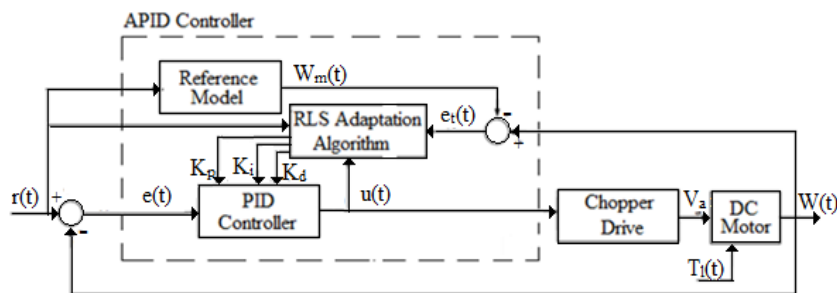 APID Controller
Reference
Model
Wm(t)
-
RLS Adaptation
Algorithm
et(t)
+
Kp
Ki
Kd
r(t)
+
-
e(t)
PID
Controller
u(t)
Chopper
Drive
Va
DC
Motor
W(t)
Tl(t)